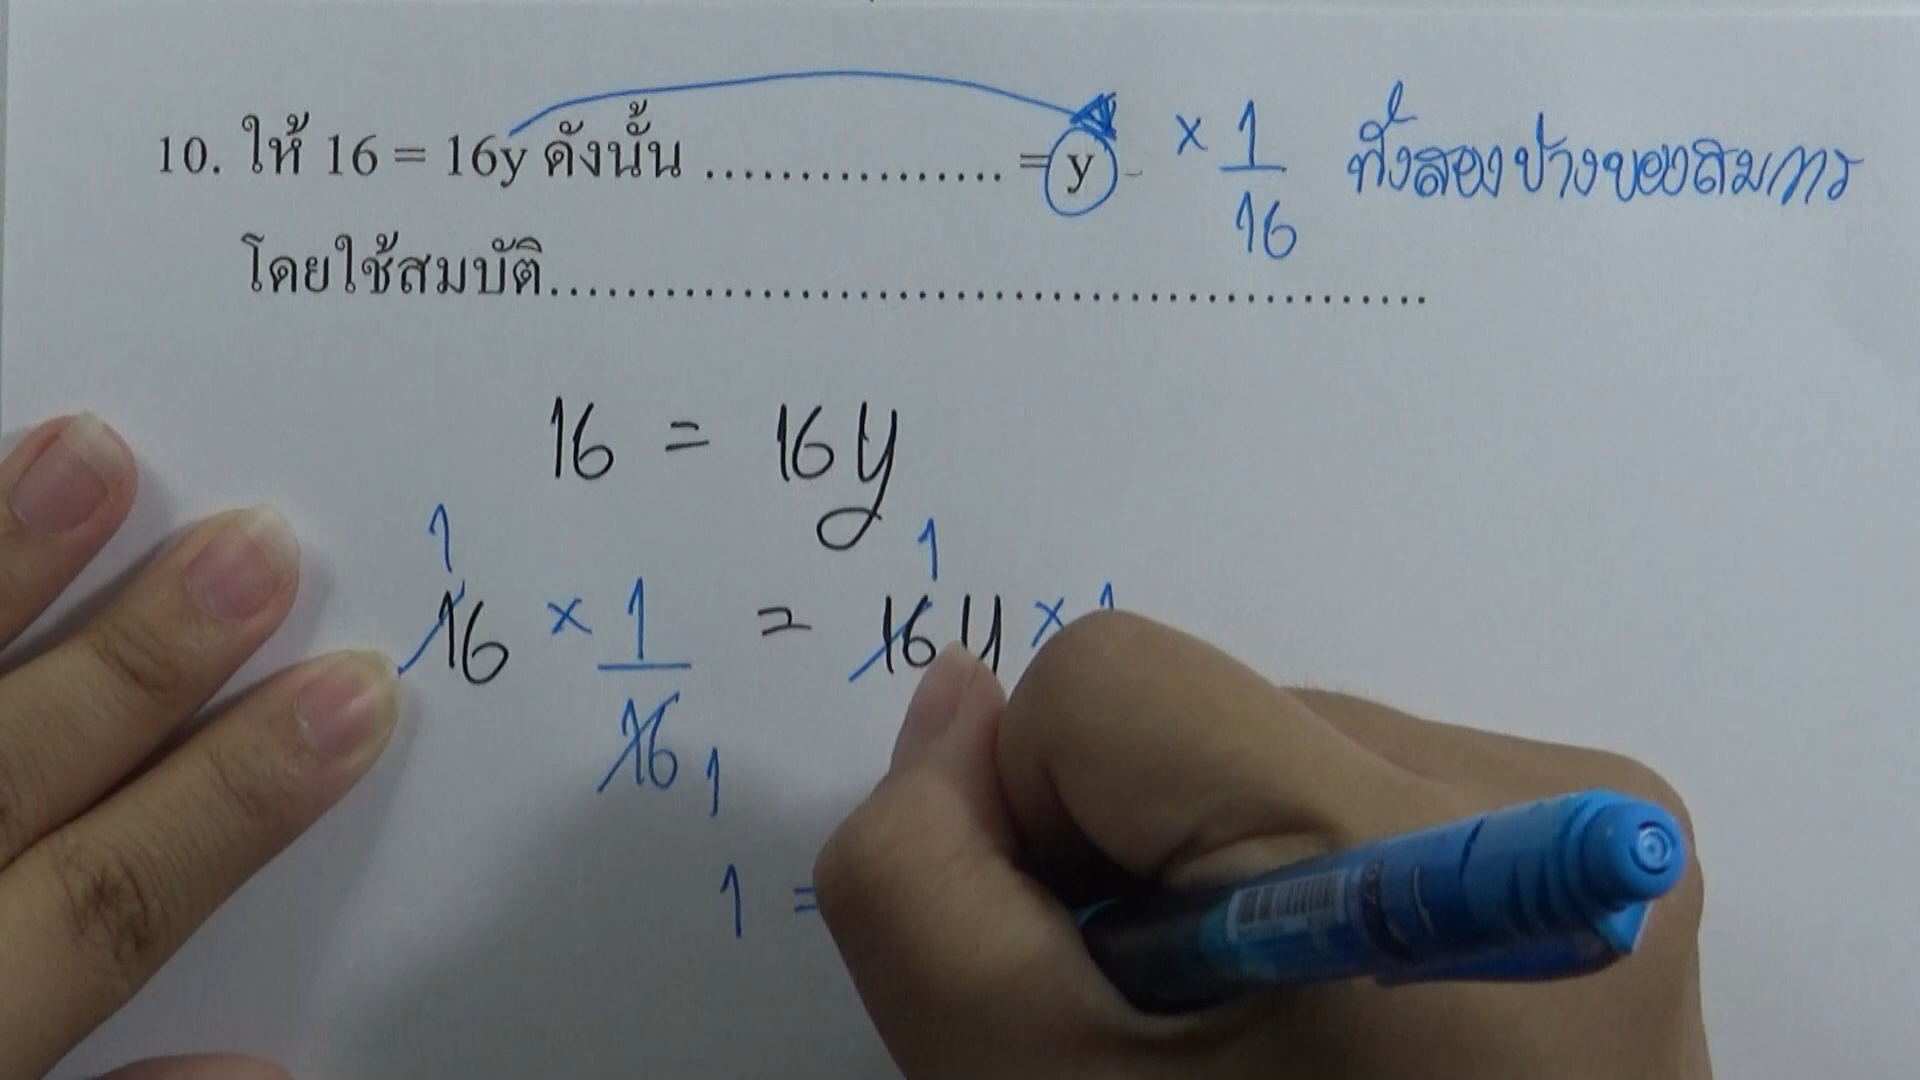 10. ให้ 16 = 16y ดังนั้น ................ = y × 1/16 ทั้งสองข้างของสมการ
โดยใช้สมบัติ.............................................
16 = 16y
1 1
16 × 1/16 = 16y × 1
1
1 =